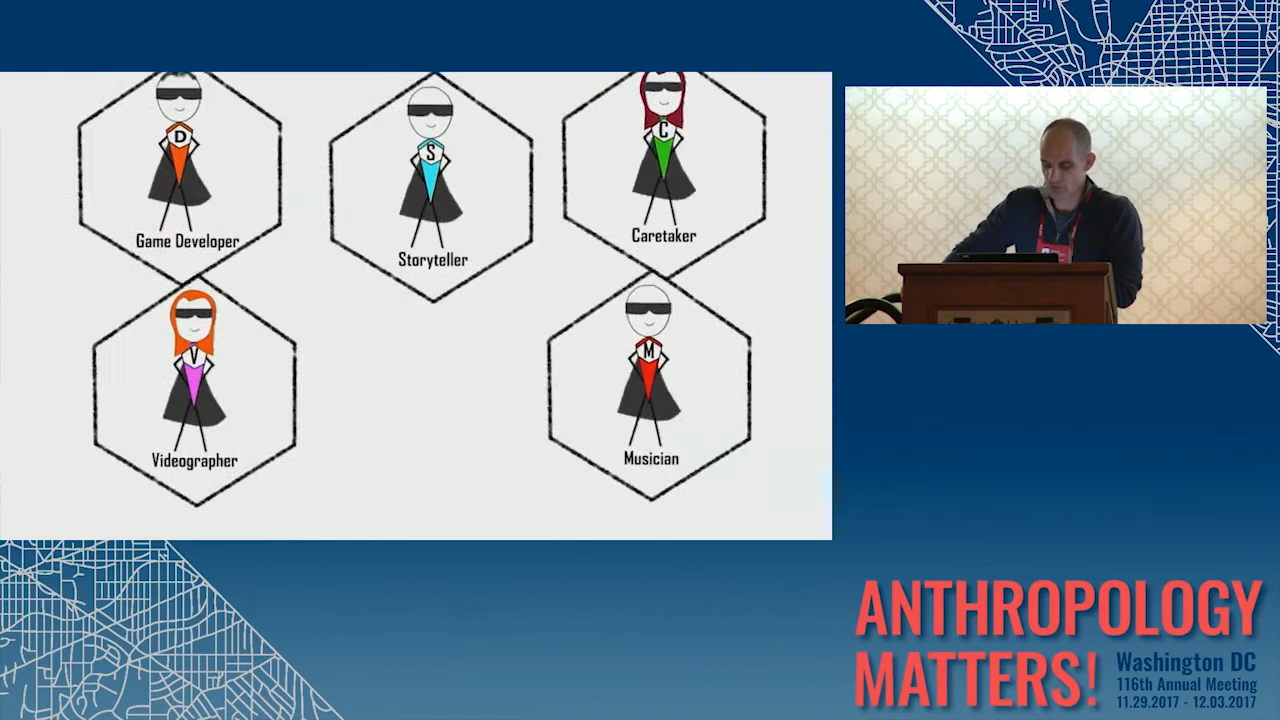 D
Game Developer
S
Storyteller
C
Caretaker
V
Videographer
M
Musician
ANTHROPOLOGY
MATTERS!
Washington DC
116th Annual Meeting
11.29.2017 - 12.03.2017